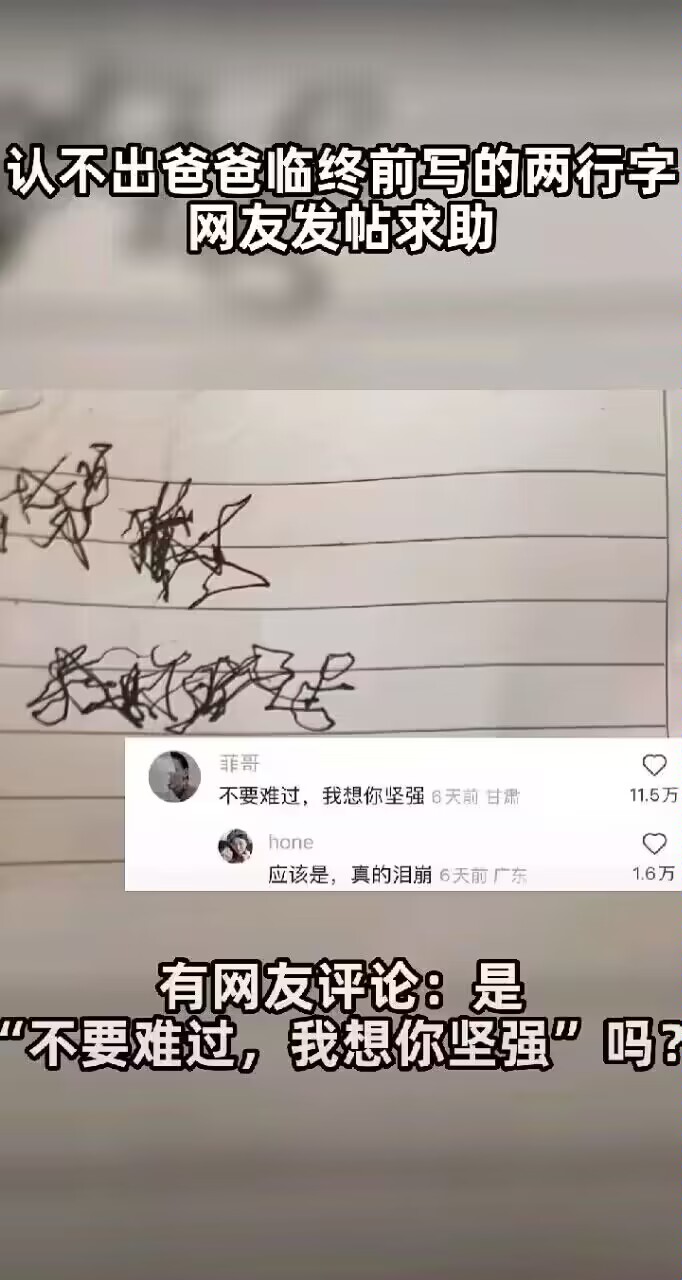 认不出爸爸临终前写的两行字
网友发帖求助
菲哥
不要难过，我想你坚强 6天前 甘肃
11.5万
hone
应该是，真的泪崩 6天前 广东
1.6万
有网友评论：是
“不要难过，我想你坚强”吗？